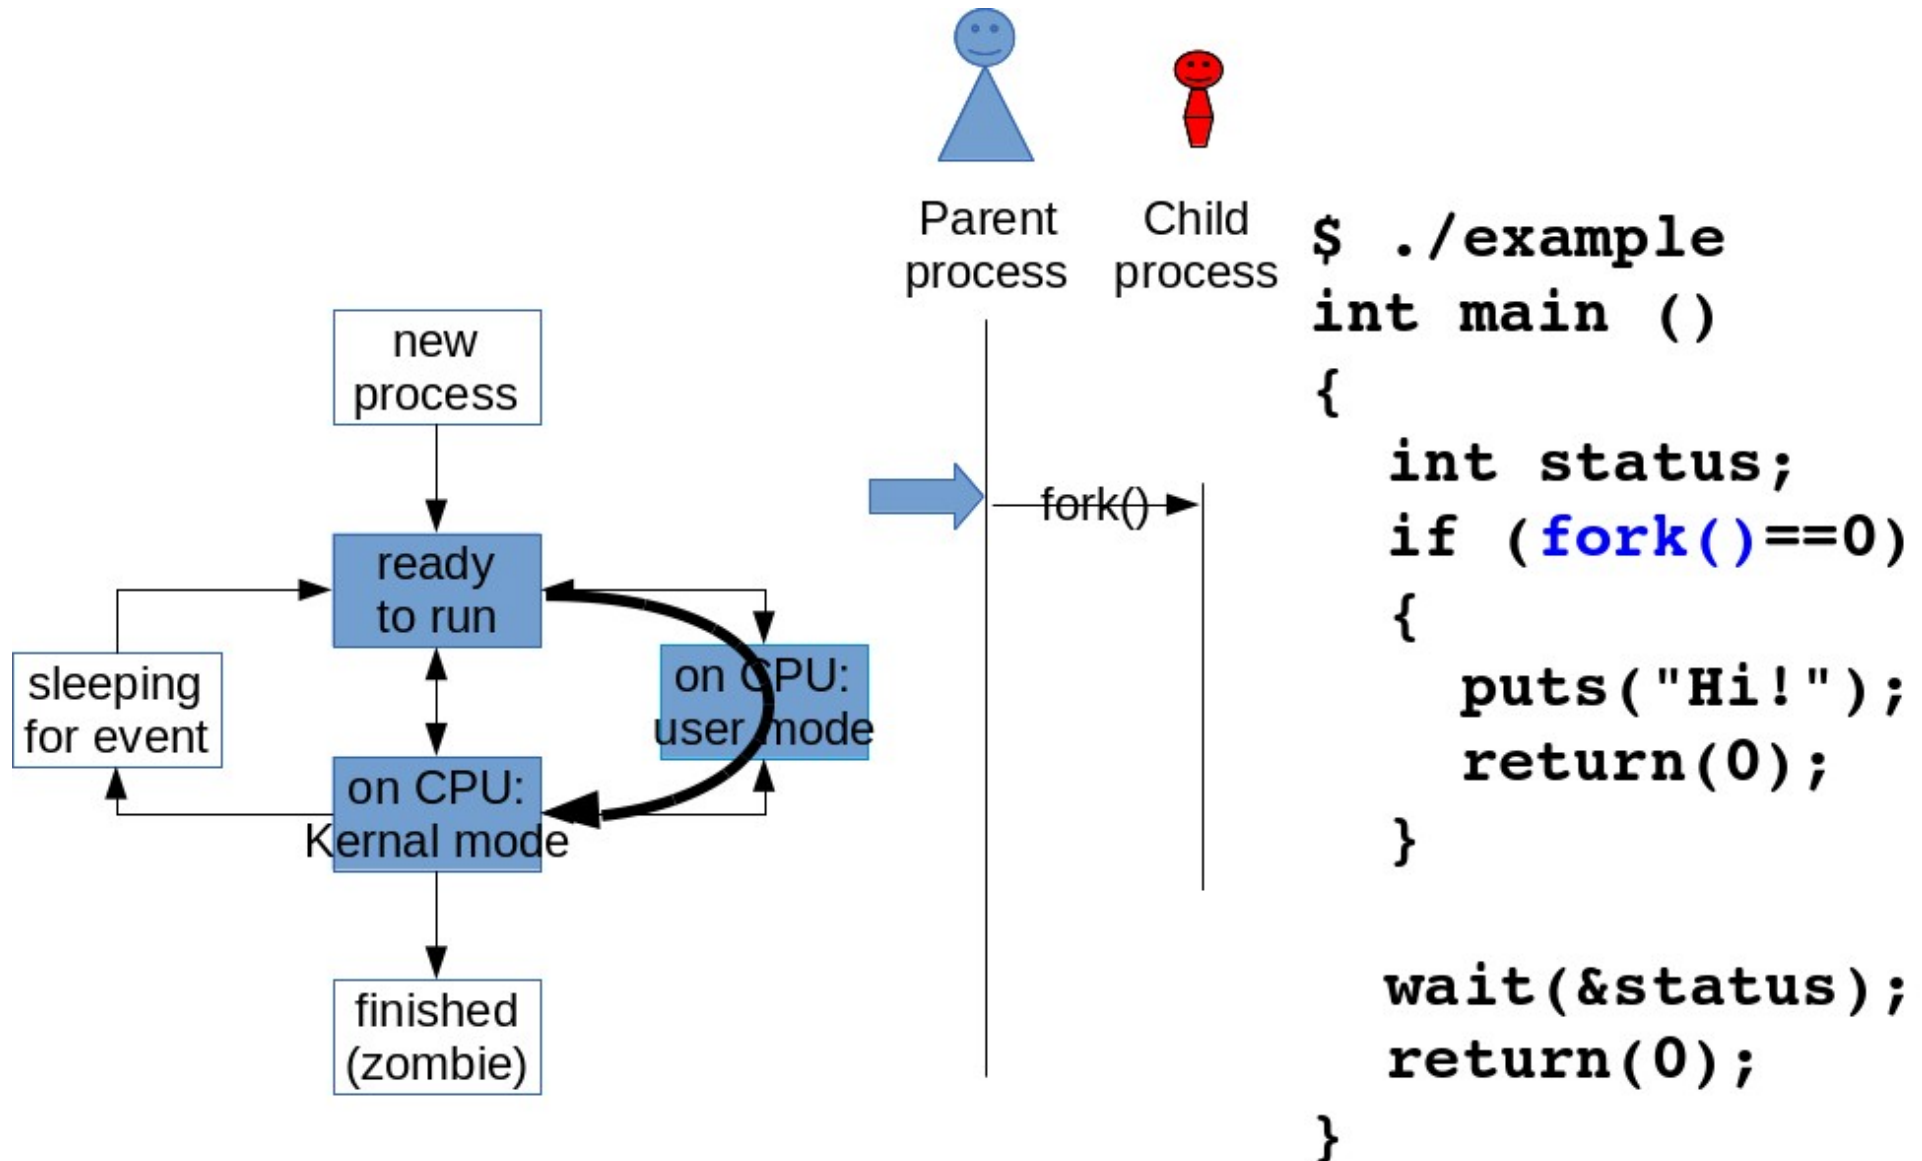 new
process
ready
to run
sleeping
for event
on CPU:
user mode
on CPU:
Kernal mode
finished
(zombie)
Parent
process
Child
process
fork()
$ ./example
int main ()
{
int status;
if (fork()==0)
{
puts("Hi!");
return(0);
}
wait(&status);
return(0);
}